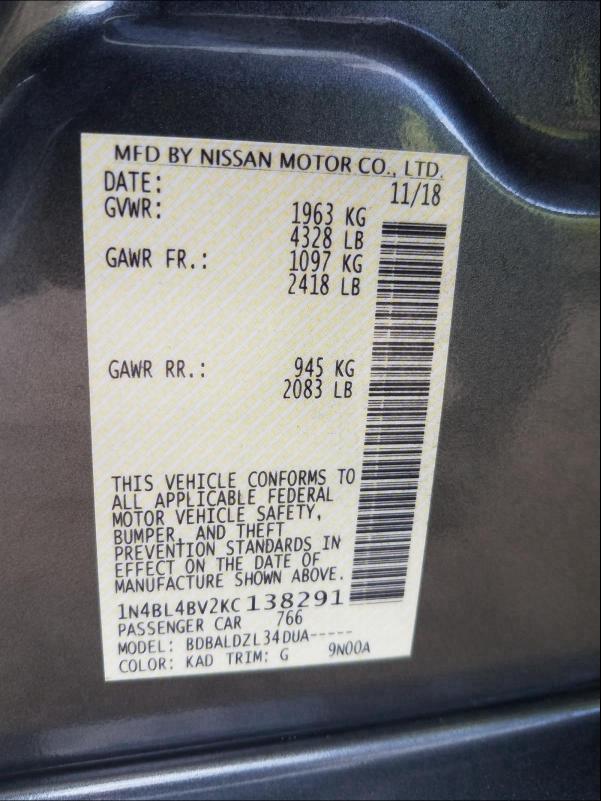 MFD BY NISSAN MOTOR CO., LTD.
DATE: 11/18
GVWR: 1963 KG
4328 LB
GAWR FR.: 1097 KG
2418 LB
GAWR RR.: 945 KG
2083 LB
THIS VEHICLE CONFORMS TO
ALL APPLICABLE FEDERAL
MOTOR VEHICLE SAFETY,
BUMPER, AND THEFT
PREVENTION STANDARDS IN
EFFECT ON THE DATE OF
MANUFACTURE SHOWN ABOVE.
1N4BL4BV2KC138291
PASSENGER CAR 766
MODEL: BDBALDZL34DUA-----
COLOR: KAD TRIM: G 9N00A